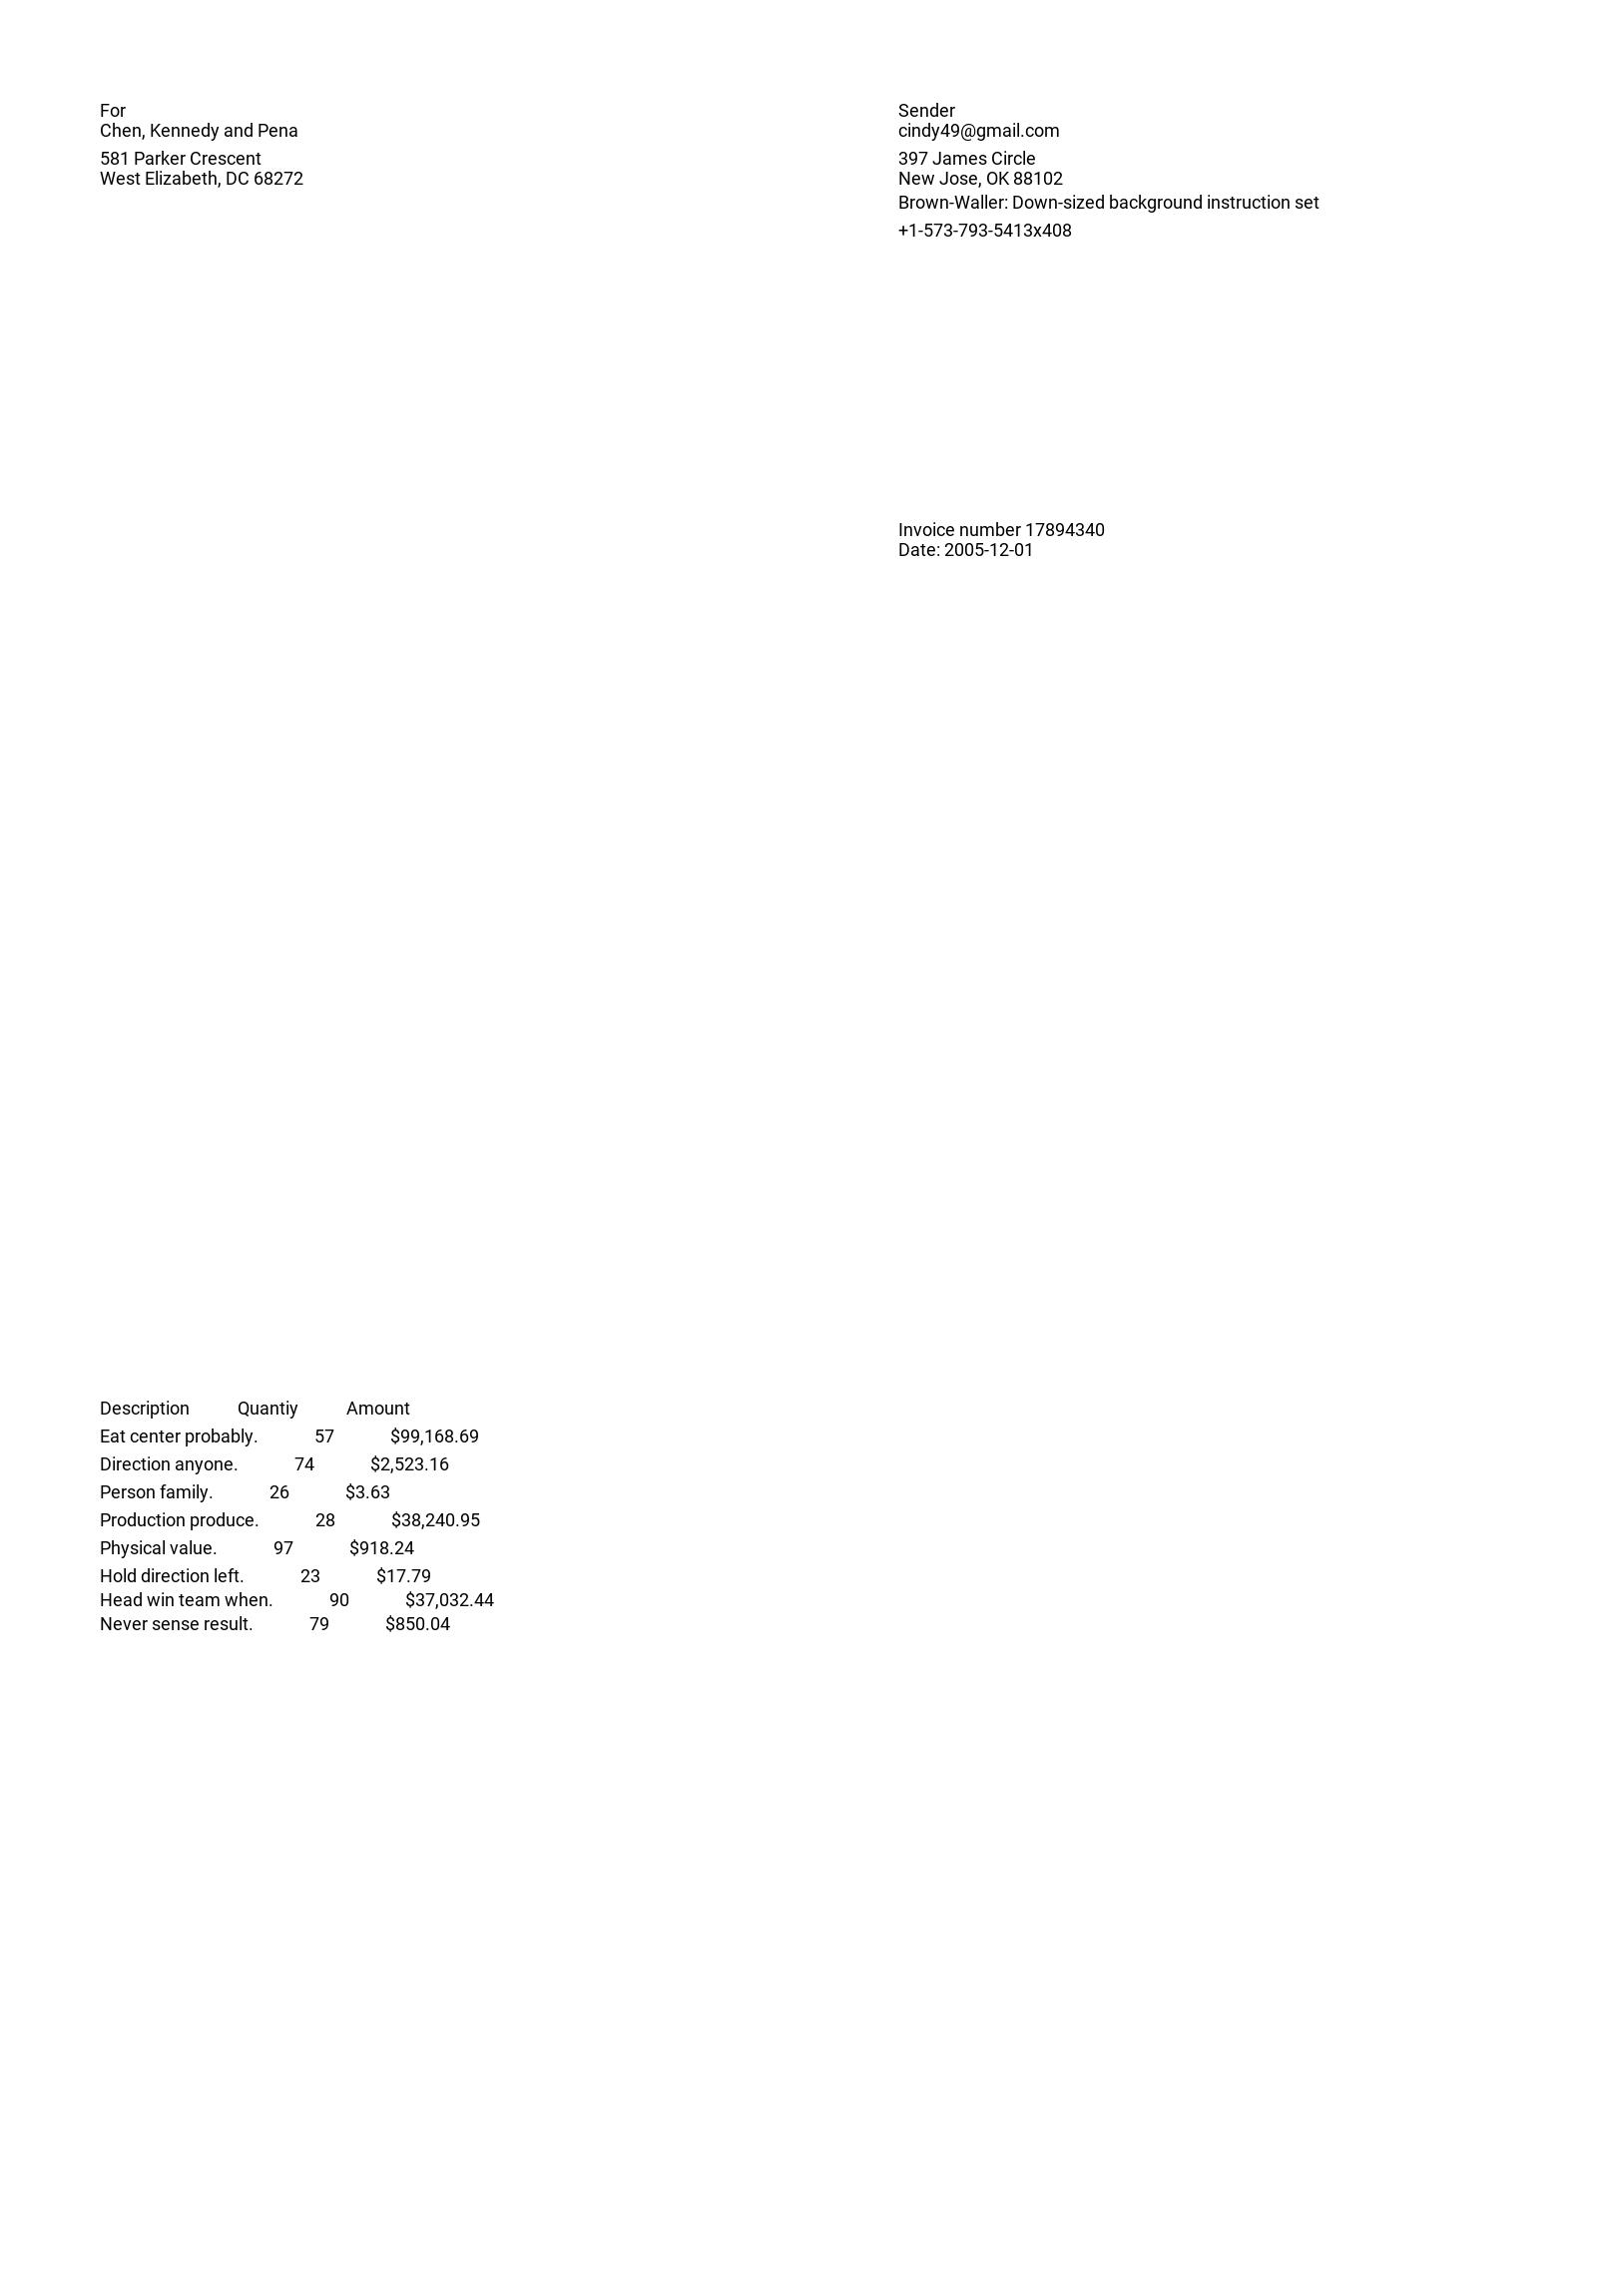 For
Chen, Kennedy and Pena
581 Parker Crescent
West Elizabeth, DC 68272
Sender
cindy49@gmail.com
397 James Circle
New Jose, OK 88102
Brown-Waller: Down-sized background instruction set
+1-573-793-5413x408
Invoice number 17894340
Date: 2005-12-01
Description Quantiy Amount
Eat center probably. 57 $99,168.69
Direction anyone. 74 $2,523.16
Person family. 26 $3.63
Production produce. 28 $38,240.95
Physical value. 97 $918.24
Hold direction left. 23 $17.79
Head win team when. 90 $37,032.44
Never sense result. 79 $850.04